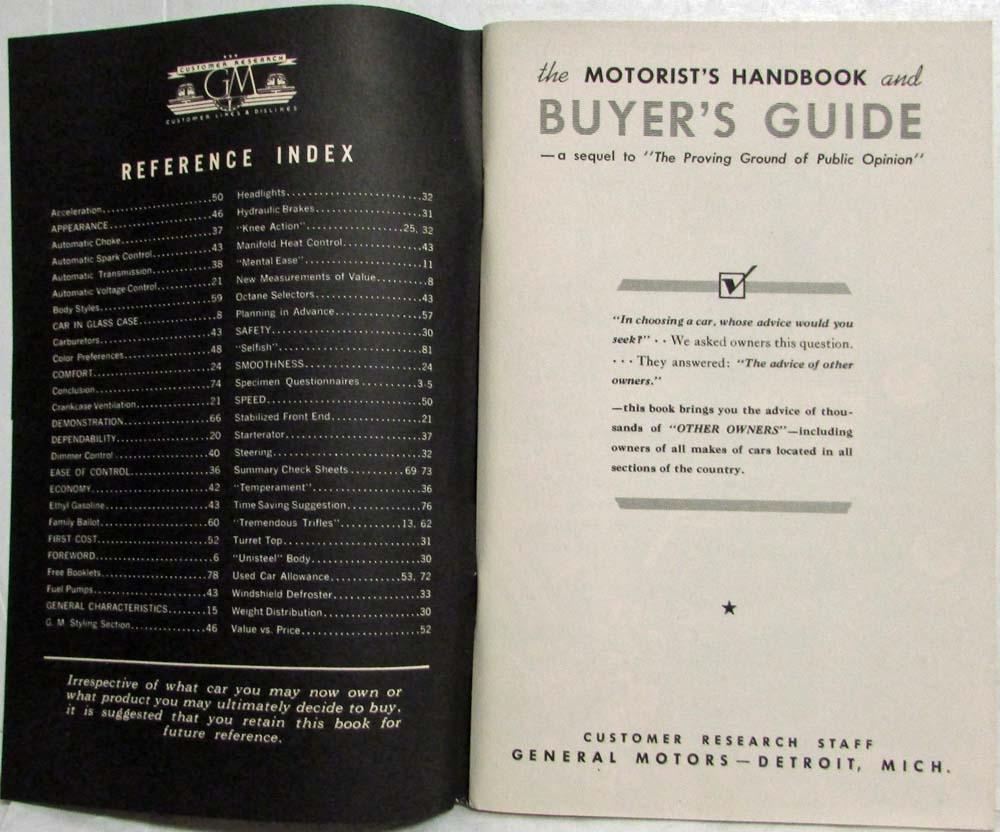 CUSTOMER RESEARCH
GM
CUSTOMER LIKES & DISLIKES
REFERENCE INDEX
Acceleration....................50
APPEARANCE....................46
Automatic Choke....................37
Automatic Spark Control....................43
Automatic Transmission....................38
Automatic Voltage Control....................21
Body Styles....................59
CAR IN GLASS CASE....................8
Carburetors....................43
Color Preferences....................48
COMFORT....................24
Conclusion....................74
Crankcase Ventilation....................21
DEMONSTRATION....................66
DEPENDABILITY....................20
Dimmer Control....................40
EASE OF CONTROL....................36
ECONOMY....................42
Ethyl Gasoline....................43
Family Ballot....................60
FIRST COST....................52
FOREWORD....................6
Free Booklets....................78
Fuel Pumps....................43
GENERAL CHARACTERISTICS........15
G. M. Styling Section....................46
Headlights....................32
Hydraulic Brakes....................31
"Knee Action"....................25, 32
Manifold Heat Control....................43
"Mental Ease"....................11
New Measurements of Value........8
Octane Selectors....................43
Planning in Advance....................57
SAFETY....................30
"Selfish"....................81
SMOOTHNESS....................24
Specimen Questionnaires..........3-5
SPEED....................50
Stabilized Front End....................21
Starterator....................37
Steering....................32
Summary Check Sheets..........69 73
"Temperament"....................36
Time Saving Suggestion..........76
"Tremendous Trifles"..........13, 62
Turret Top....................31
"Unisteel" Body....................30
Used Car Allowance..........53, 72
Windshield Defroster..........33
Weight Distribution....................30
Value vs. Price....................52
Irrespective of what car you may now own or
what product you may ultimately decide to buy,
it is suggested that you retain this book for
future reference.
the MOTORIST'S HANDBOOK and
BUYER'S GUIDE
—a sequel to "The Proving Ground of Public Opinion"
"In choosing a car, whose advice would you
seek?" · · We asked owners this question.
· · · They answered: "The advice of other
owners."
—this book brings you the advice of thou-
sands of "OTHER OWNERS"—including
owners of all makes of cars located in all
sections of the country.
CUSTOMER RESEARCH STAFF
GENERAL MOTORS—DETROIT, MICH.